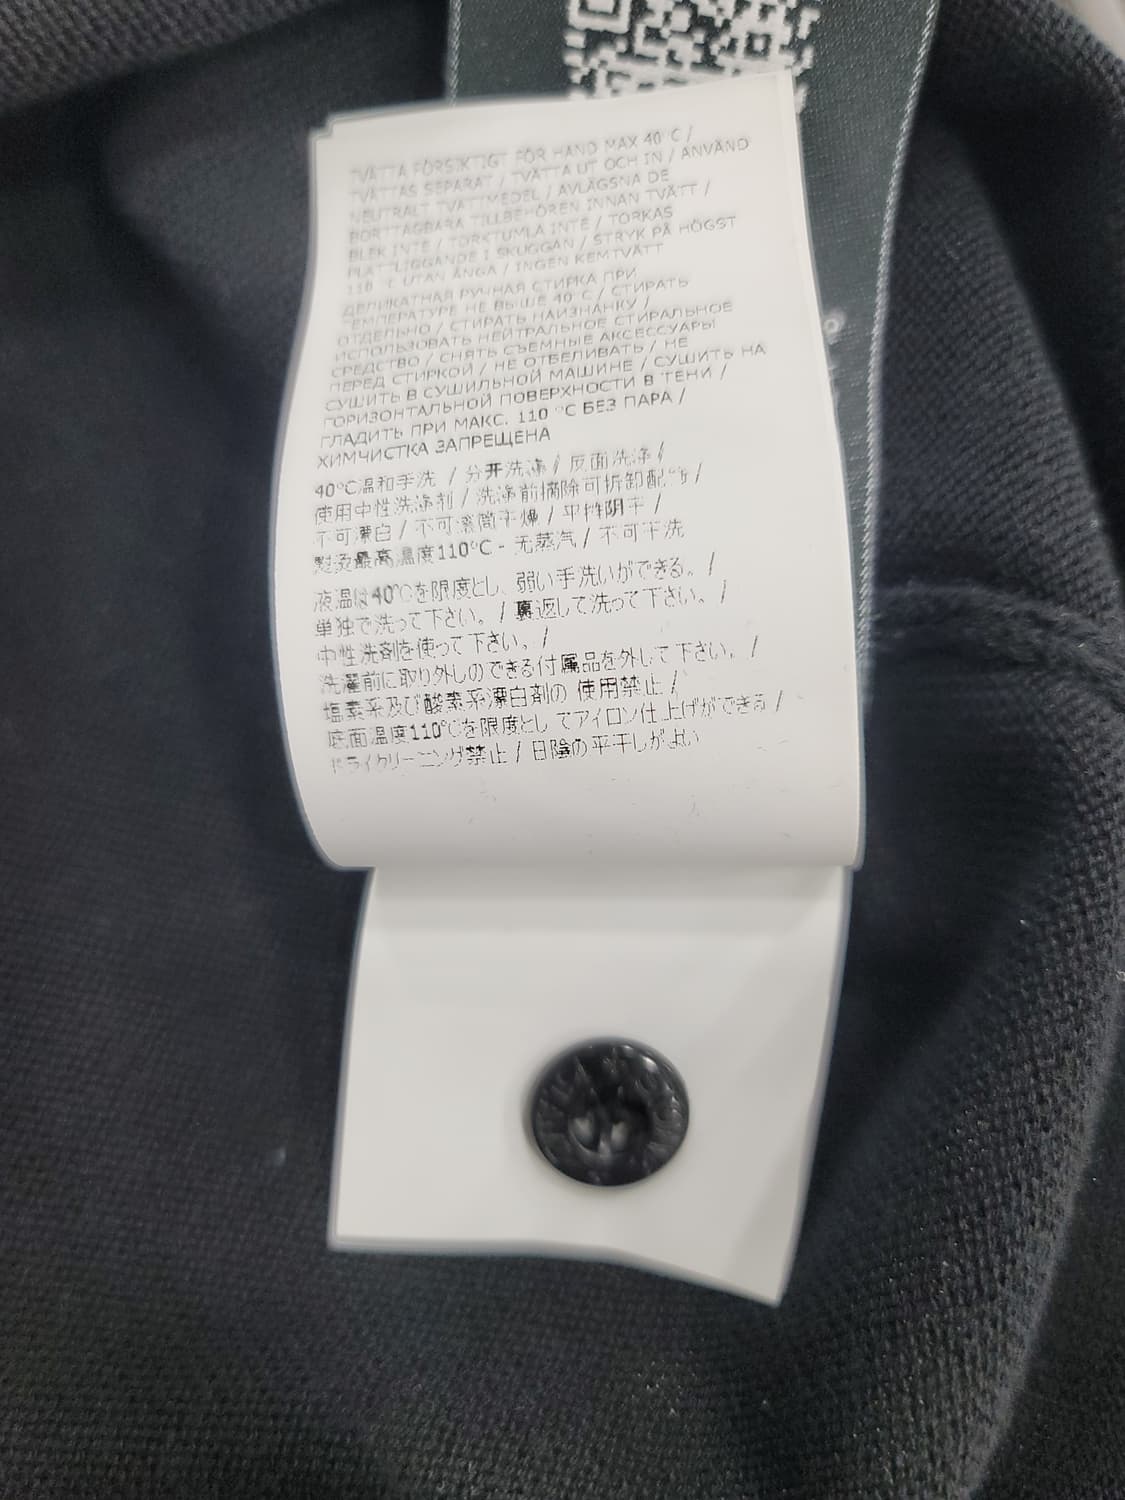 TVÄTTA FÖRSIKTIGT FÖR HAND MAX 40°C /
TVÄTTAS SEPARAT / TVÄTTA UT OCH IN / ANVÄND
NEUTRALT TVÄTTMEDEL / AVLÄGSNA DE
BORTTAGBARA TILLBEHÖREN INNAN TVÄTT /
BLEK INTE / TORKTUMLA INTE / TORKAS
PLATTLIGGANDE I SKUGGAN / STRYK PÅ HÖGST
110 °C UTAN ÅNGA / INGEN KEMTVÄTT
ДЕЛИКАТНАЯ РУЧНАЯ СТИРКА ПРИ
ТЕМПЕРАТУРЕ НЕ ВЫШЕ 40°C / СТИРАТЬ
ОТДЕЛЬНО / СТИРАТЬ НАИЗНАНКУ /
ИСПОЛЬЗОВАТЬ НЕЙТРАЛЬНОЕ СТИРАЛЬНОЕ
СРЕДСТВО / СНЯТЬ СЪЕМНЫЕ АКСЕССУАРЫ
ПЕРЕД СТИРКОЙ / НЕ ОТБЕЛИВАТЬ / НЕ
СУШИТЬ В СУШИЛЬНОЙ МАШИНЕ / СУШИТЬ НА
ГОРИЗОНТАЛЬНОЙ ПОВЕРХНОСТИ В ТЕНИ /
ГЛАДИТЬ ПРИ МАКС. 110 °C БЕЗ ПАРА /
ХИМЧИСТКА ЗАПРЕЩЕНА
40°C温和手洗 / 分开洗涤 / 反面洗涤 /
使用中性洗涤剂 / 洗涤前摘除可拆卸配饰 /
不可漂白 / 不可滚筒干燥 / 平摊阴干 /
熨烫最高温度110°C - 无蒸汽 / 不可干洗
液温は40℃を限度とし、弱い手洗いができる。 /
単独で洗って下さい。 / 裏返して洗って下さい。 /
中性洗剤を使って下さい。 /
洗濯前に取り外しのできる付属品を外して下さい。 /
塩素系及び酸素系漂白剤の 使用禁止 /
底面温度110℃を限度としてアイロン仕上げができる /
ドライクリーニング禁止 / 日陰の平干しがよい